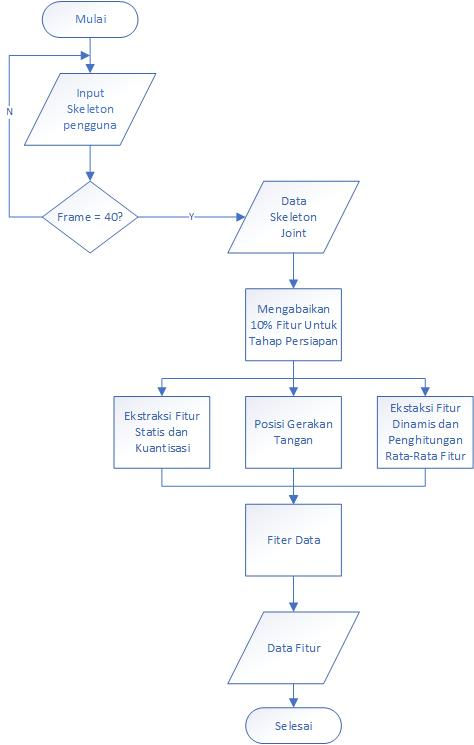 Mulai
Input
Skeleton
pengguna
N
Frame = 40?
Y
Data
Skeleton
Joint
Mengabaikan
10% Fitur Untuk
Tahap Persiapan
Ekstraksi Fitur
Statis dan
Kuantisasi
Posisi Gerakan
Tangan
Ekstaksi Fitur
Dinamis dan
Penghitungan
Rata-Rata Fitur
Fiter Data
Data Fitur
Selesai